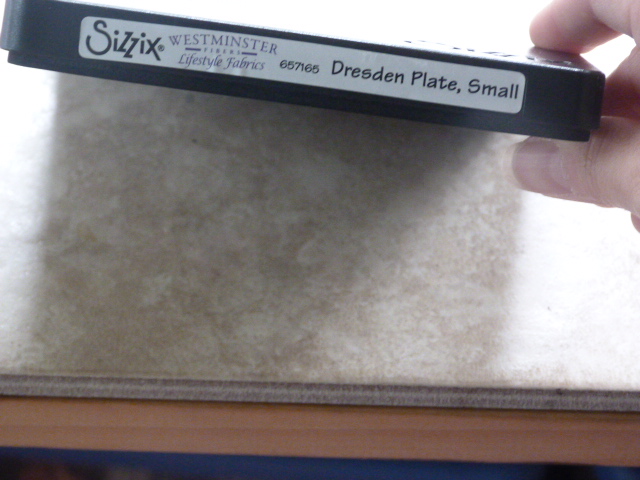 Sizzix® WESTMINSTER FIBERS Lifestyle Fabrics 657165 Dresden Plate, Small